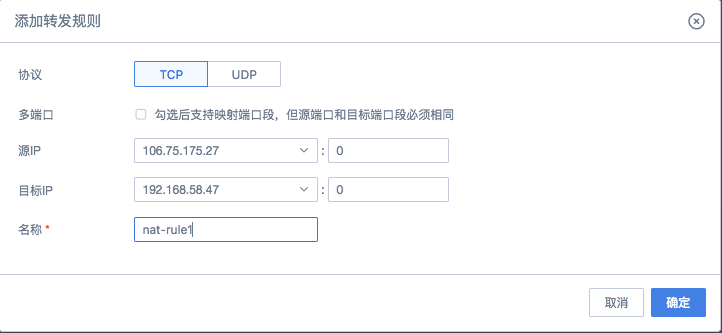 添加转发规则
协议 TCP UDP
多端口 勾选后支持映射端口段，但源端口和目标端口段必须相同
源IP 106.75.175.27 : 0
目标IP 192.168.58.47 : 0
名称 * nat-rule1
取消 确定